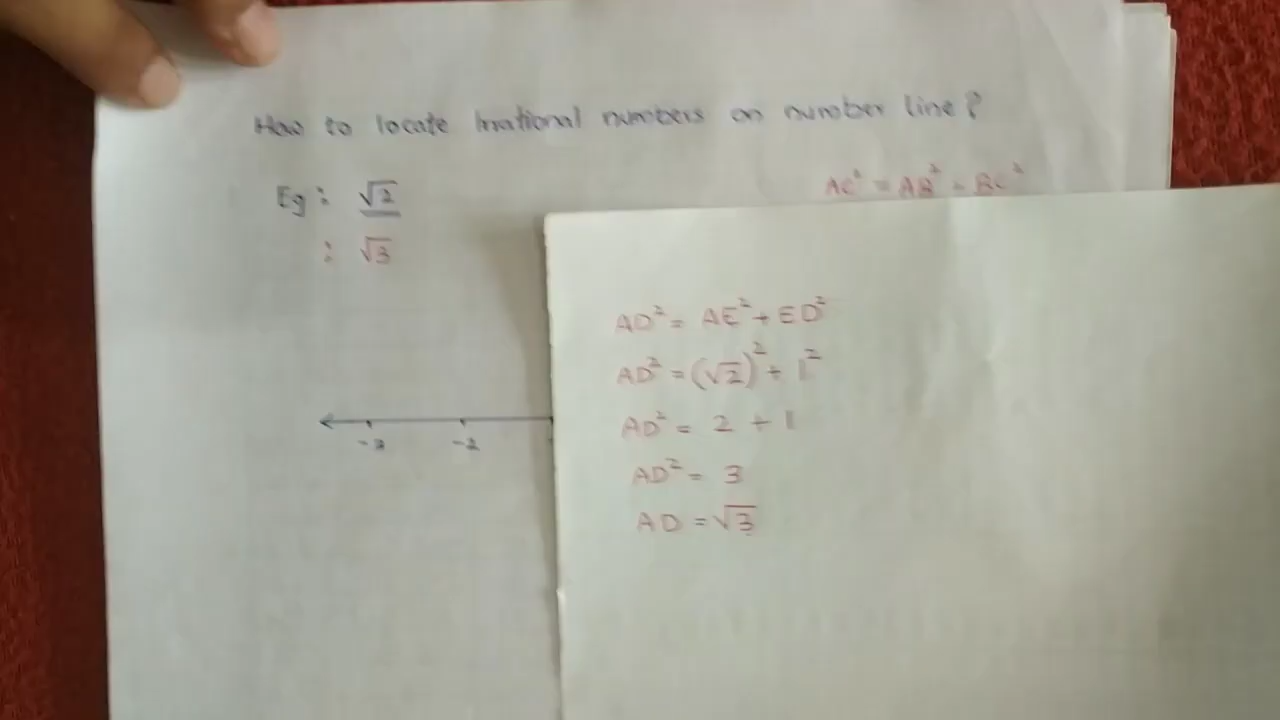 How to locate Irrational numbers on number line?
Eg : √2
: √3
AC² = AB² + BC²
AD² = AE² + ED²
AD² = (√2)² + 1²
AD² = 2 + 1
AD² = 3
AD = √3
-3 -2